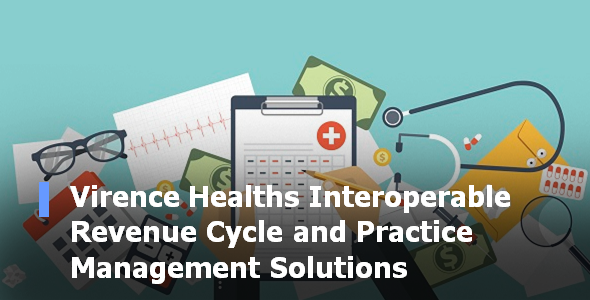 Virence Healths Interoperable
Revenue Cycle and Practice
Management Solutions